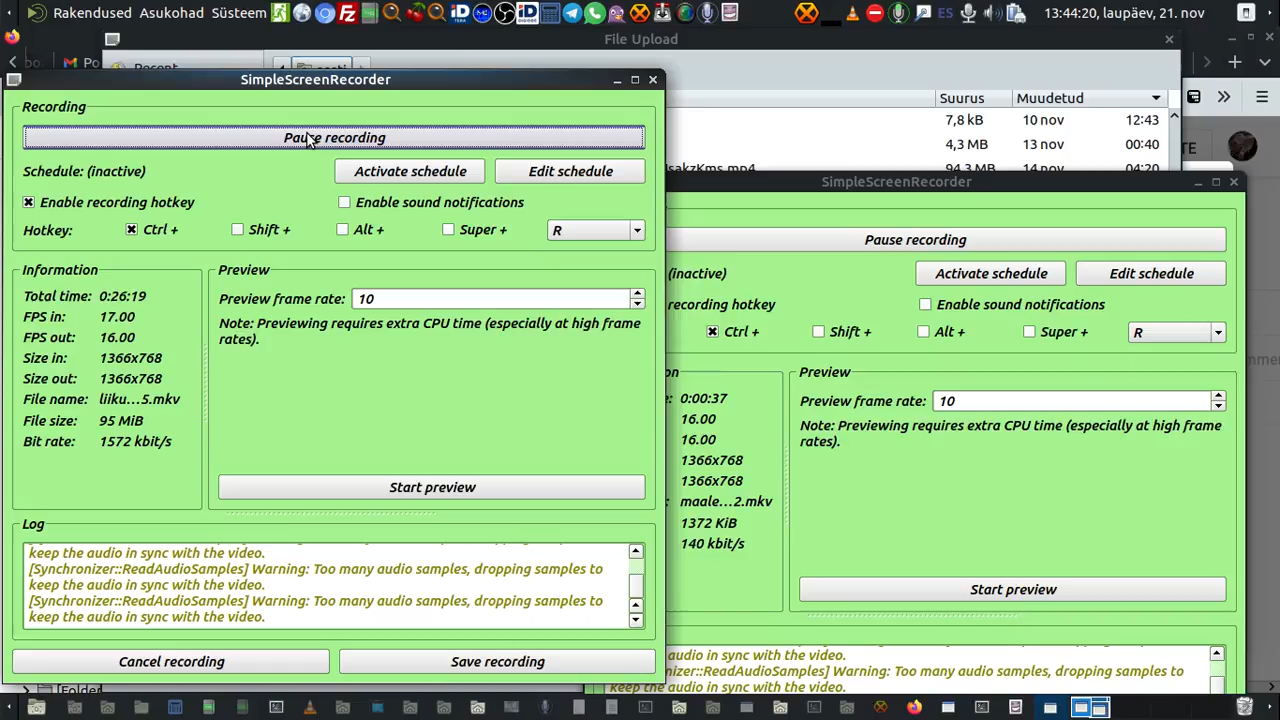 Rakendused Asukohad Süsteem
ES
13:44:20, laupäev, 21. nov
File Upload
Recent
Suurus Muudetud
7,8 kB 10 nov 12:43
4,3 MB 13 nov 00:40
94,3 MB 14 nov
SimpleScreenRecorder
Recording
Pause recording
Schedule: (inactive)
Activate schedule
Edit schedule
Enable recording hotkey
Enable sound notifications
Hotkey: Ctrl + Shift + Alt + Super + R
Information
Total time: 0:26:19
FPS in: 17.00
FPS out: 16.00
Size in: 1366x768
Size out: 1366x768
File name: liiku...5.mkv
File size: 95 MiB
Bit rate: 1572 kbit/s
Preview
Preview frame rate: 10
Note: Previewing requires extra CPU time (especially at high frame
rates).
Start preview
Log
keep the audio in sync with the video.
[Synchronizer::ReadAudioSamples] Warning: Too many audio samples, dropping samples to
keep the audio in sync with the video.
[Synchronizer::ReadAudioSamples] Warning: Too many audio samples, dropping samples to
keep the audio in sync with the video.
Cancel recording
Save recording
SimpleScreenRecorder
Pause recording
(inactive)
Activate schedule
Edit schedule
recording hotkey
Enable sound notifications
Ctrl + Shift + Alt + Super + R
0:00:37
16.00
16.00
1366x768
1366x768
maale...2.mkv
1372 KiB
140 kbit/s
Preview
Preview frame rate: 10
Note: Previewing requires extra CPU time (especially at high frame
rates).
Start preview
audio in sync with the video.
[Synchronizer::ReadAudioSamples] Warning: Too many audio samples, dropping samples to
keep the audio in sync with the video.
[Folder